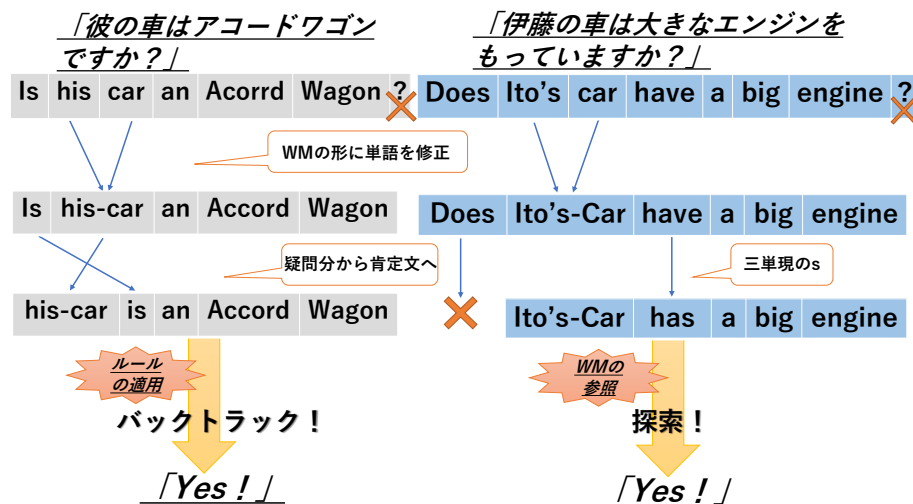 「彼の車はアコードワゴン
ですか？」
Is his car an Acorrd Wagon ?
WMの形に単語を修正
Is his-car an Accord Wagon
疑問分から肯定文へ
his-car is an Accord Wagon
ルール
の適用
バックトラック！
「Yes！」
「伊藤の車は大きなエンジンを
もっていますか？」
Does Ito's car have a big engine ?
Does Ito's-Car have a big engine
三単現のs
Ito's-Car has a big engine
WMの
参照
探索！
「Yes！」